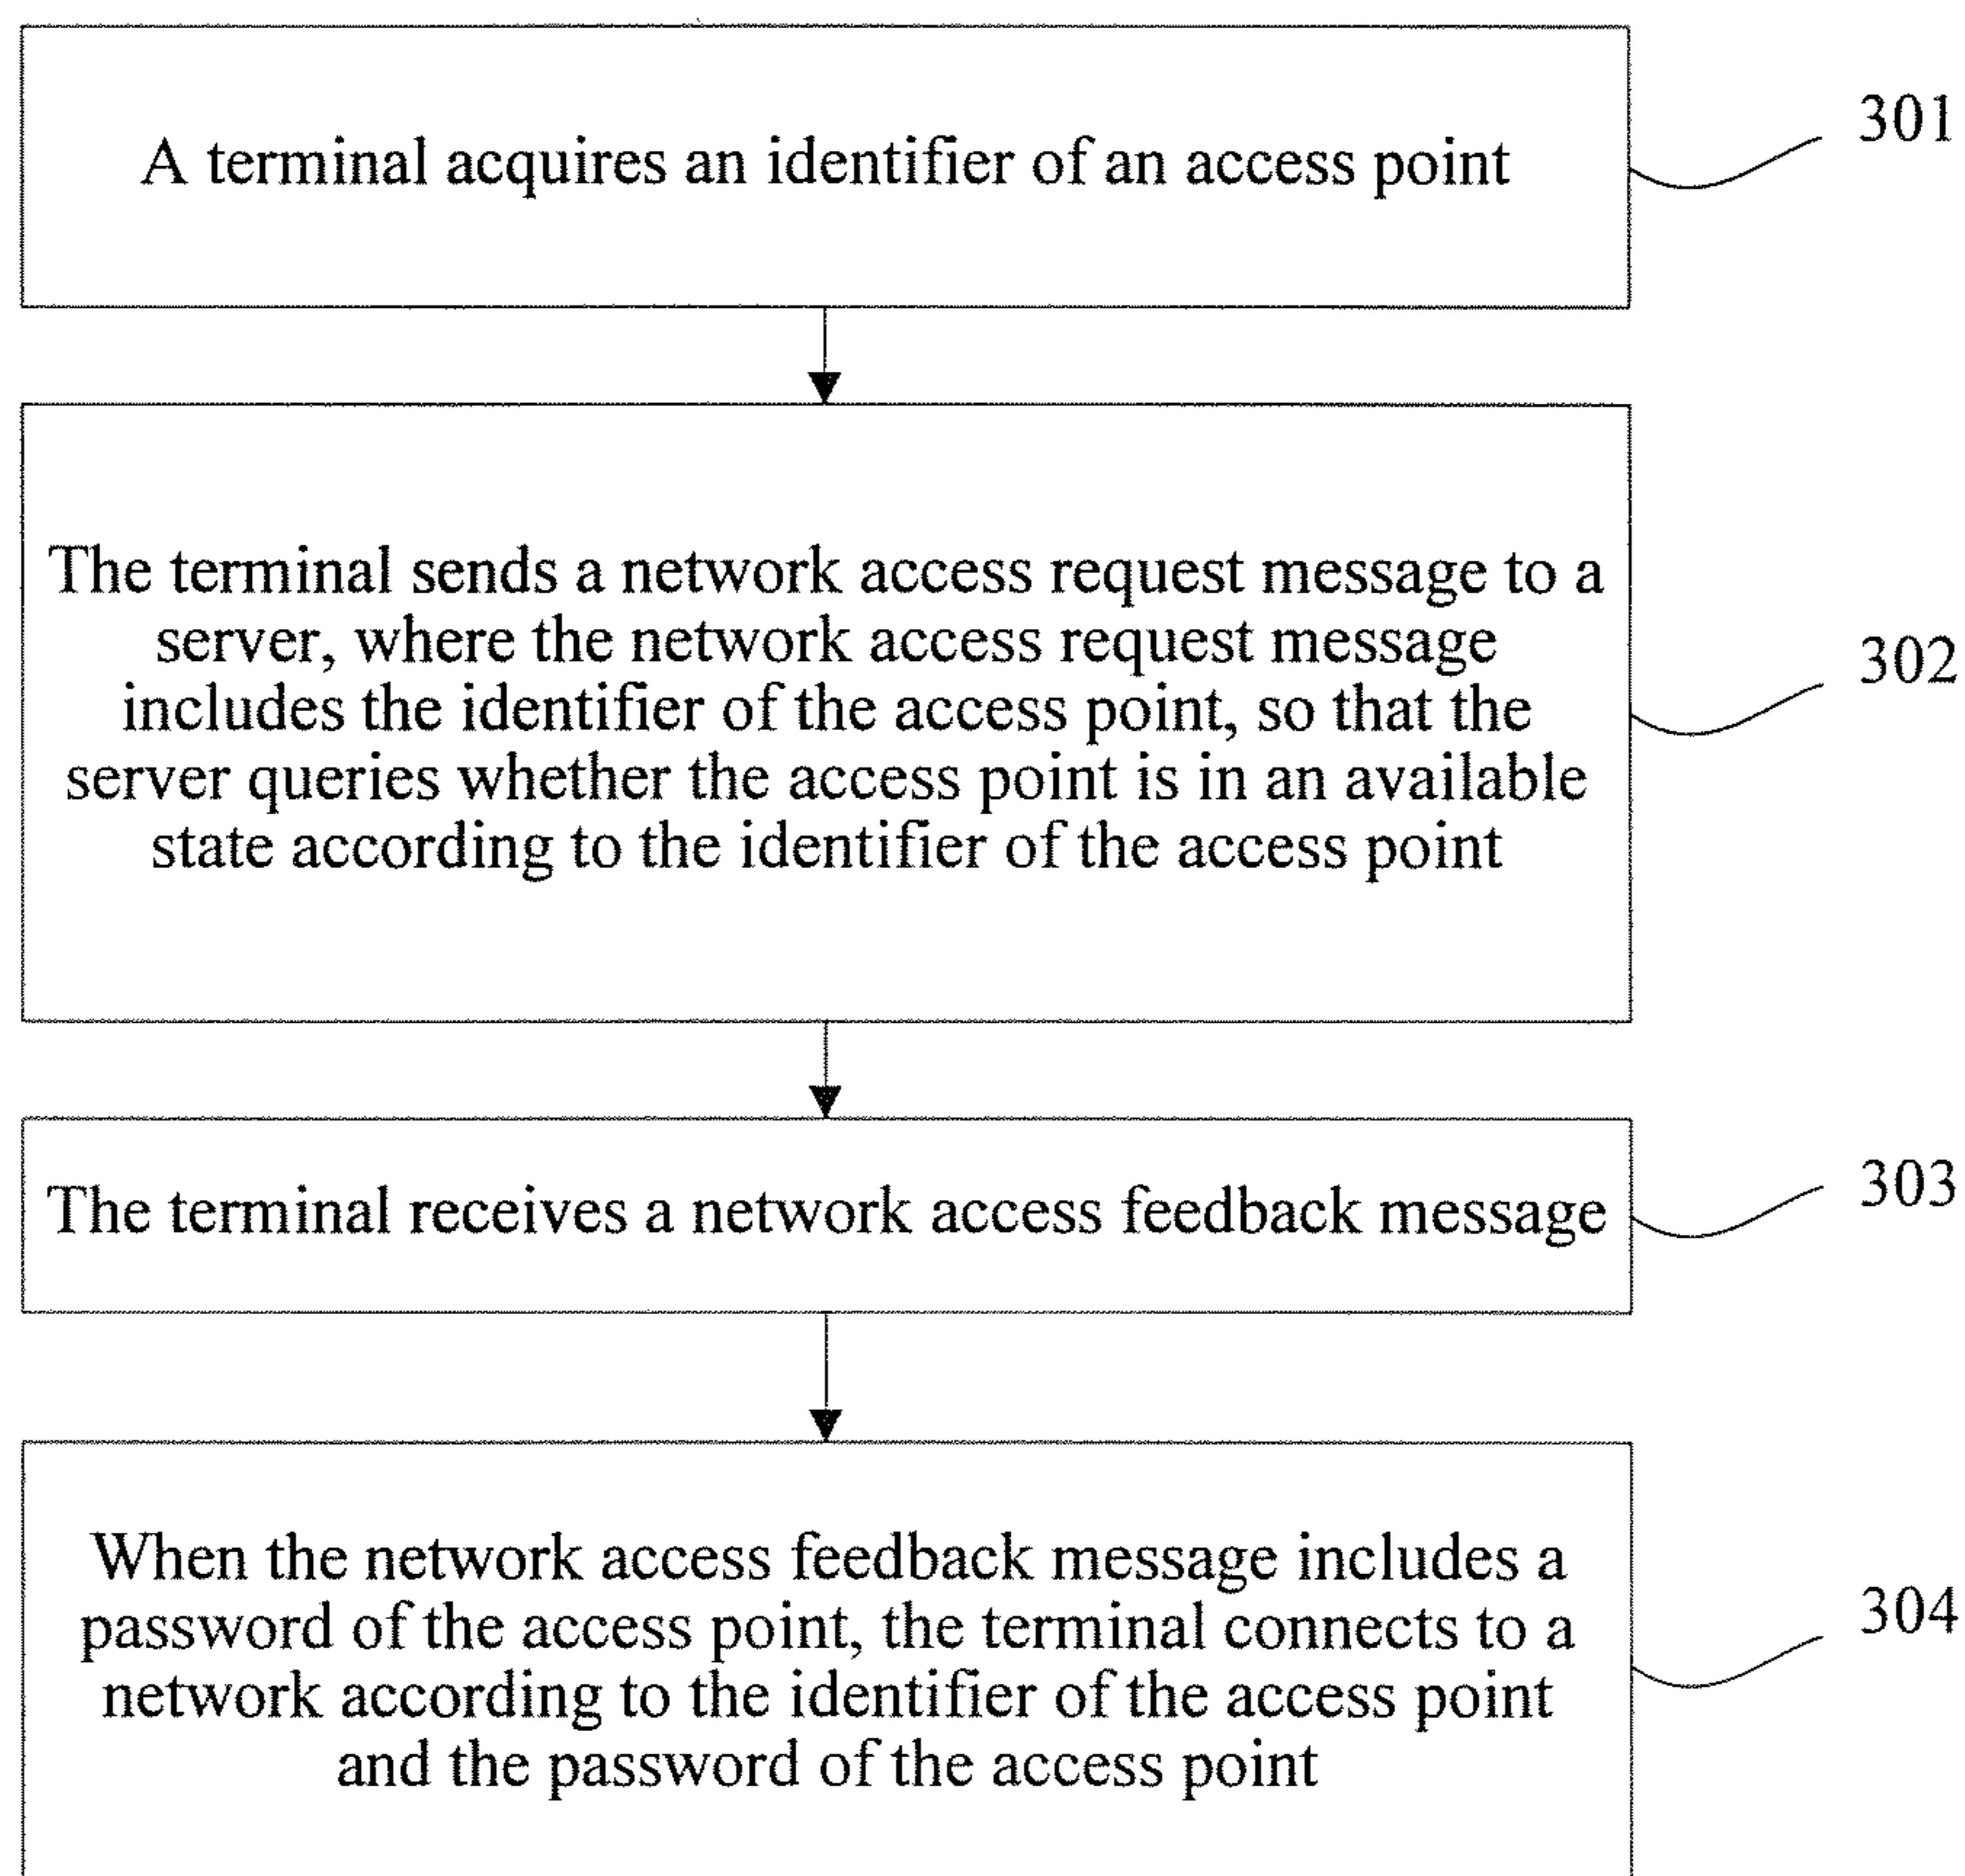 A terminal acquires an identifier of an access point
301
The terminal sends a network access request message to a
server, where the network access request message
includes the identifier of the access point, so that the
server queries whether the access point is in an available
state according to the identifier of the access point
302
The terminal receives a network access feedback message
303
When the network access feedback message includes a
password of the access point, the terminal connects to a
network according to the identifier of the access point
and the password of the access point
304